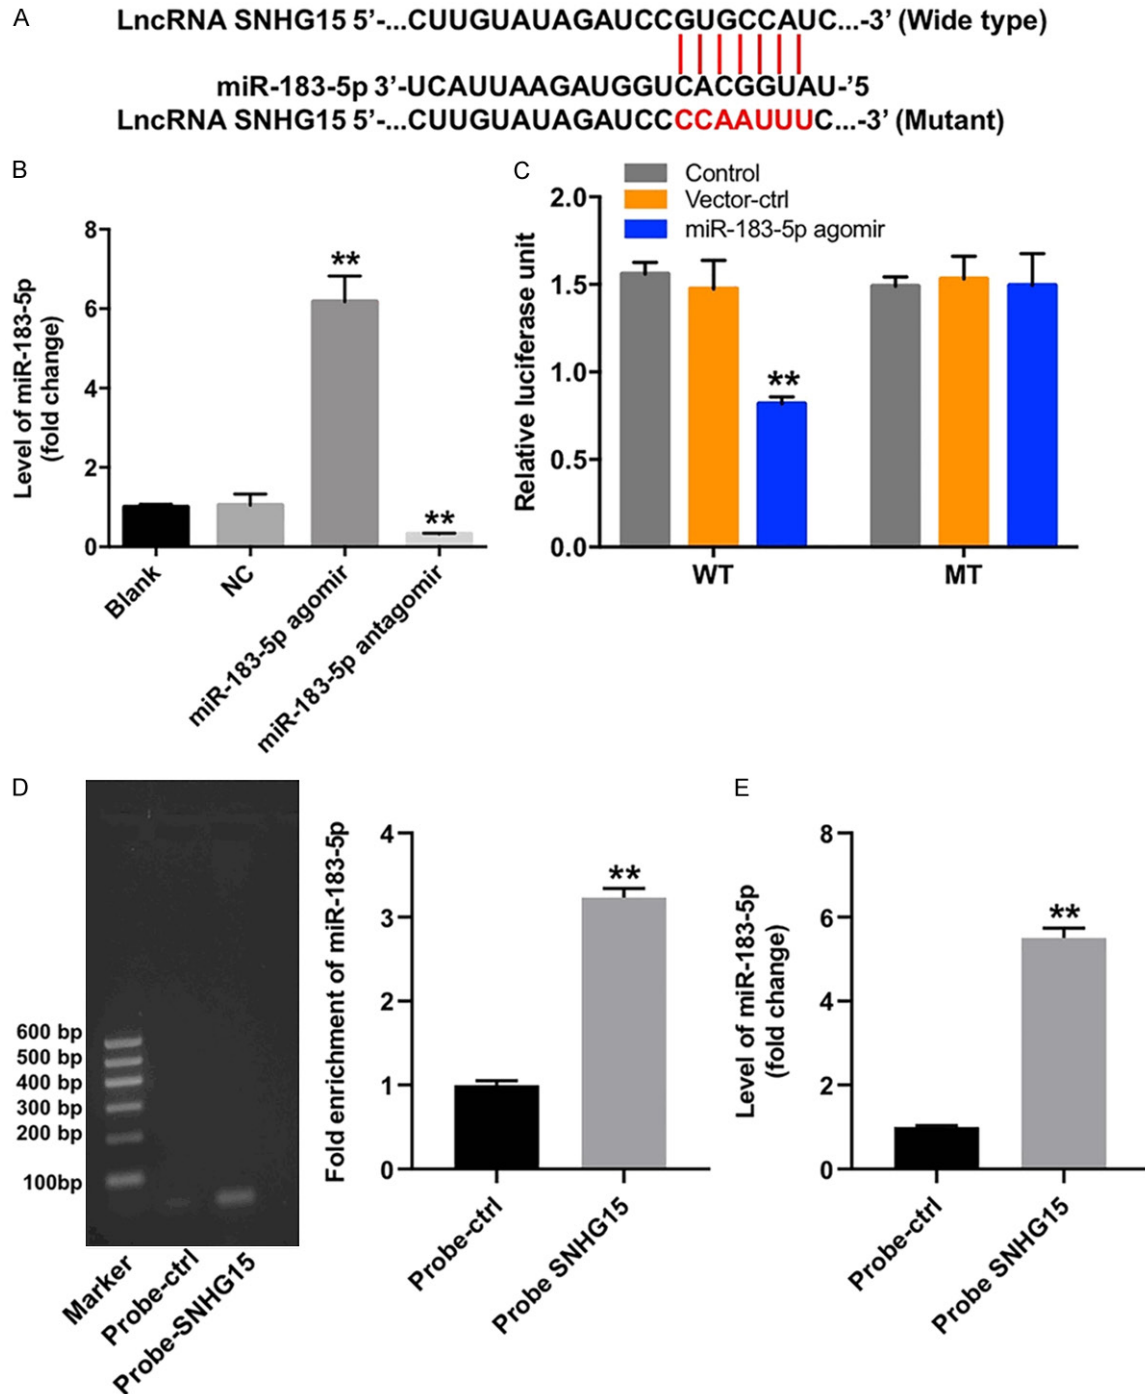 A
LncRNA SNHG15 5’-...CUUGUAUAGAUCCGUGCCAUC...-3’ (Wide type)
miR-183-5p 3’-UCAUUAAGAUGGUCACGGUAU-’5
LncRNA SNHG15 5’-...CUUGUAUAGAUCCCCAAUUUC...-3’ (Mutant)
B
Level of miR-183-5p
(fold change)
8
6
4
2
0
**
**
Blank
NC
miR-183-5p agomir
miR-183-5p antagomir
C
Control
Vector-ctrl
miR-183-5p agomir
Relative luciferase unit
2.0
1.5
1.0
0.5
0.0
**
WT
MT
D
600 bp
500 bp
400 bp
300 bp
200 bp
100bp
Marker
Probe-ctrl
Probe-SNHG15
Fold enrichment of miR-183-5p
4
3
2
1
0
**
Probe-ctrl
Probe SNHG15
E
Level of miR-183-5p
(fold change)
8
6
4
2
0
**
Probe-ctrl
Probe SNHG15